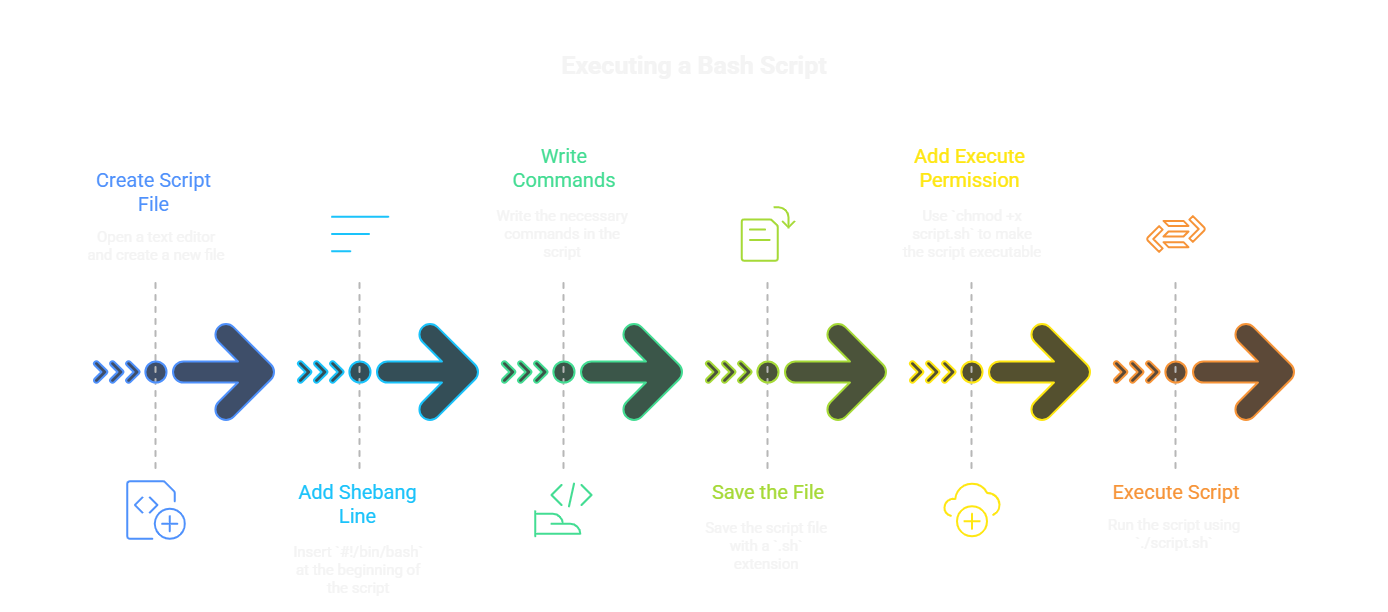 Executing a Bash Script
Create Script
File
Open a text editor
and create a new file
Add Shebang
Line
Insert `#!/bin/bash`
at the beginning of
the script
Write
Commands
Write the necessary
commands in the
script
Save the File
Save the script file
with a `.sh`
extension
Add Execute
Permission
Use `chmod +x
script.sh` to make
the script executable
Execute Script
Run the script using
`./script.sh`